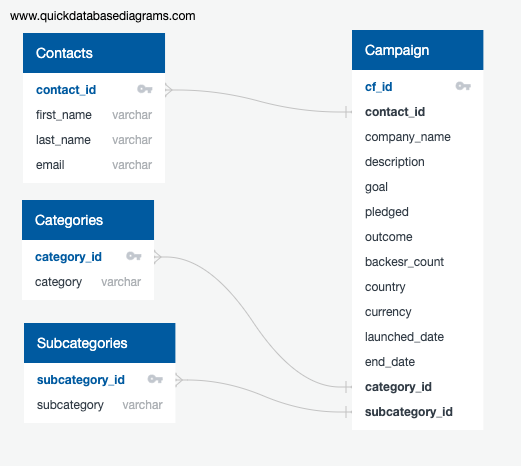 www.quickdatabasediagrams.com
Contacts
contact_id
first_name varchar
last_name varchar
email varchar
Categories
category_id
category varchar
Subcategories
subcategory_id
subcategory varchar
Campaign
cf_id
contact_id
company_name
description
goal
pledged
outcome
backesr_count
country
currency
launched_date
end_date
category_id
subcategory_id